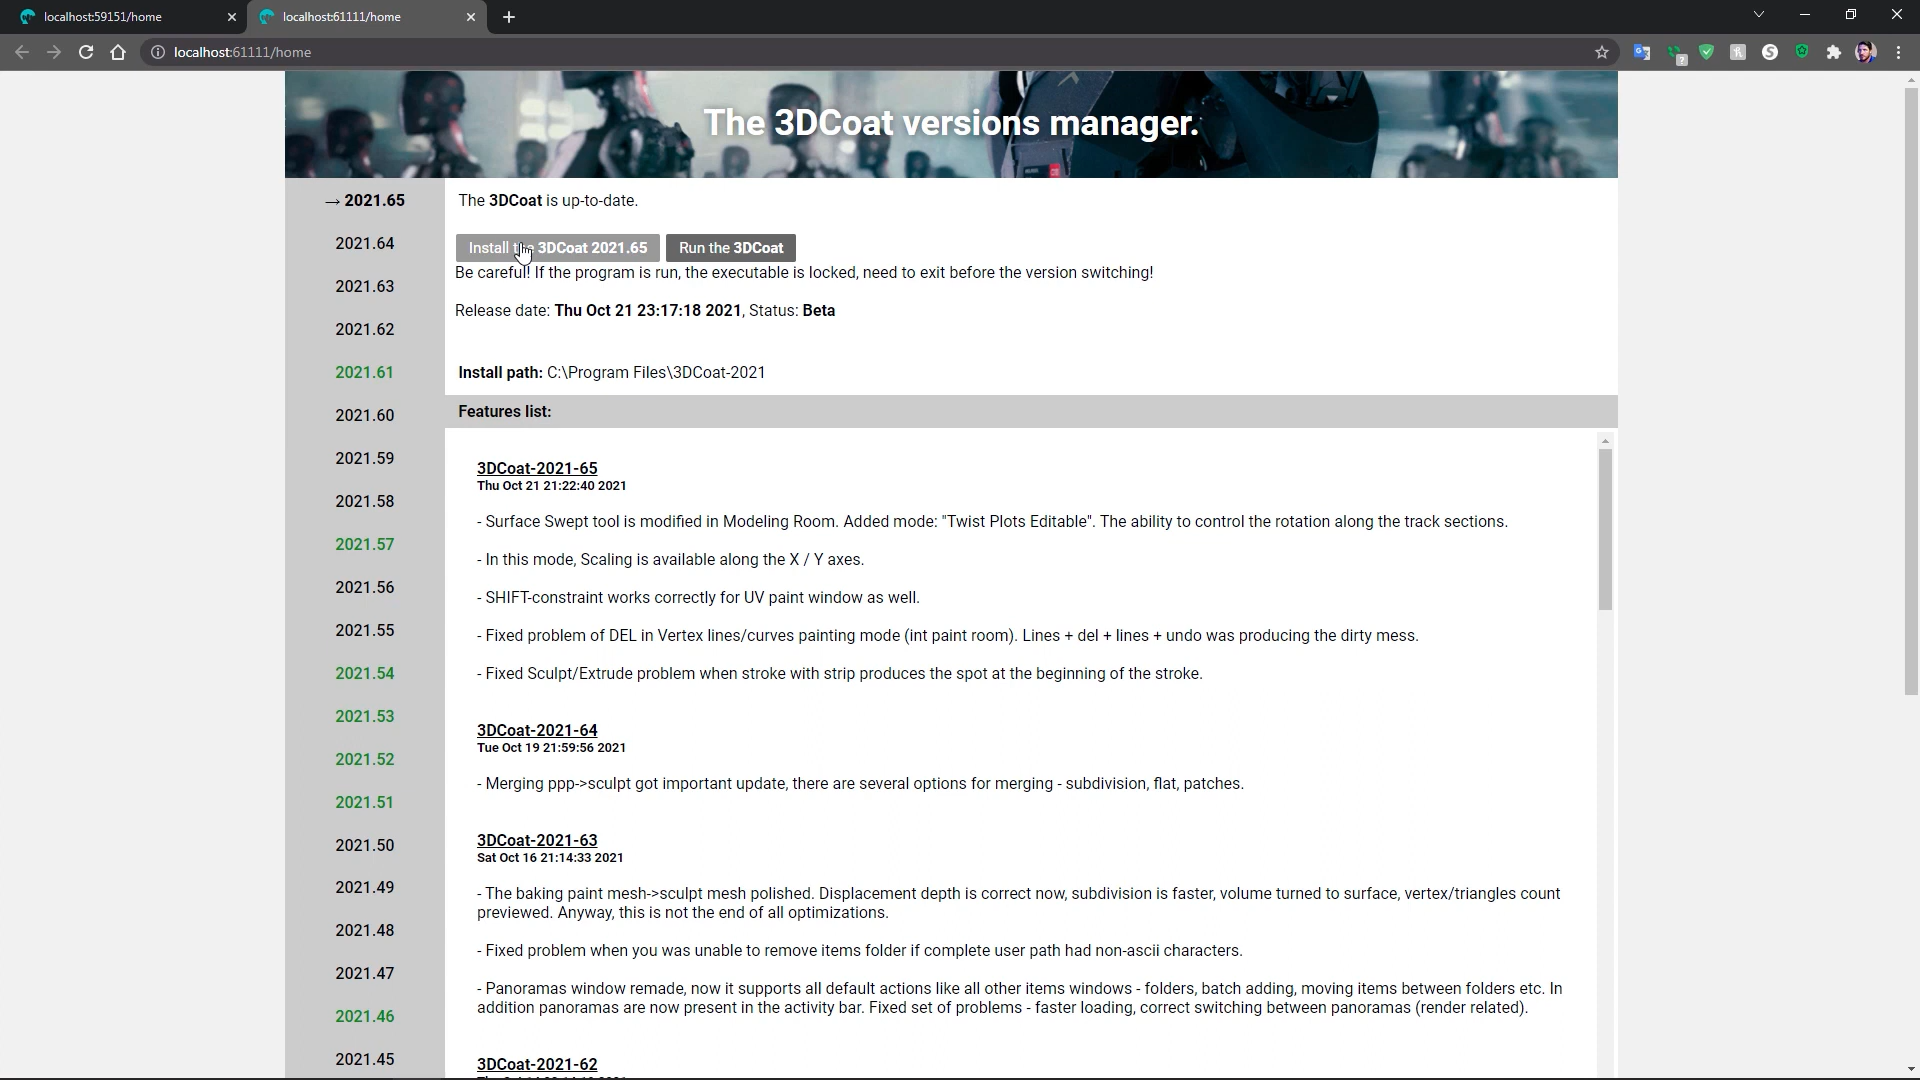 localhost:59151/home
localhost:61111/home
localhost:61111/home
The 3DCoat versions manager.
→ 2021.65
2021.64
2021.63
2021.62
2021.61
2021.60
2021.59
2021.58
2021.57
2021.56
2021.55
2021.54
2021.53
2021.52
2021.51
2021.50
2021.49
2021.48
2021.47
2021.46
2021.45
The 3DCoat is up-to-date.
Install the 3DCoat 2021.65
Run the 3DCoat
Be careful! If the program is run, the executable is locked, need to exit before the version switching!
Release date: Thu Oct 21 23:17:18 2021, Status: Beta
Install path: C:\Program Files\3DCoat-2021
Features list:
3DCoat-2021-65
Thu Oct 21 21:22:40 2021
- Surface Swept tool is modified in Modeling Room. Added mode: "Twist Plots Editable". The ability to control the rotation along the track sections.
- In this mode, Scaling is available along the X / Y axes.
- SHIFT-constraint works correctly for UV paint window as well.
- Fixed problem of DEL in Vertex lines/curves painting mode (int paint room). Lines + del + lines + undo was producing the dirty mess.
- Fixed Sculpt/Extrude problem when stroke with strip produces the spot at the beginning of the stroke.
3DCoat-2021-64
Tue Oct 19 21:59:56 2021
- Merging ppp->sculpt got important update, there are several options for merging - subdivision, flat, patches.
3DCoat-2021-63
Sat Oct 16 21:14:33 2021
- The baking paint mesh->sculpt mesh polished. Displacement depth is correct now, subdivision is faster, volume turned to surface, vertex/triangles count
previewed. Anyway, this is not the end of all optimizations.
- Fixed problem when you was unable to remove items folder if complete user path had non-ascii characters.
- Panoramas window remade, now it supports all default actions like all other items windows - folders, batch adding, moving items between folders etc. In
addition panoramas are now present in the activity bar. Fixed set of problems - faster loading, correct switching between panoramas (render related).
3DCoat-2021-62